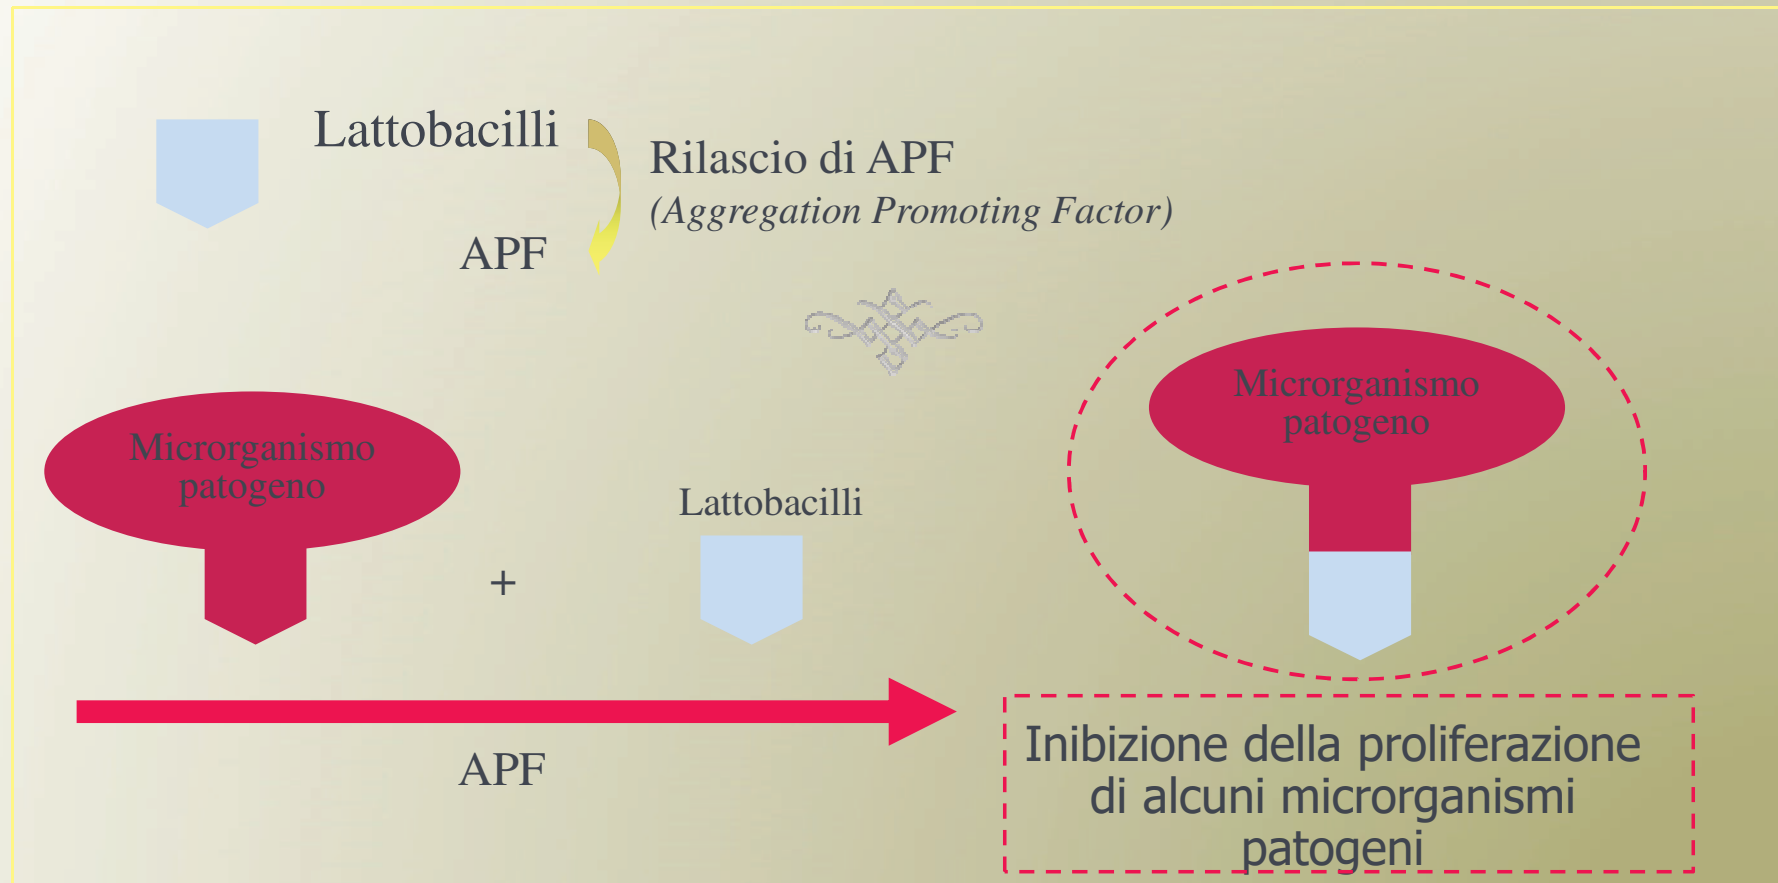 Lattobacilli
Rilascio di APF
(Aggregation Promoting Factor)
APF
Microrganismo
patogeno
+
Lattobacilli
APF
Microrganismo
patogeno
Inibizione della proliferazione
di alcuni microrganismi
patogeni